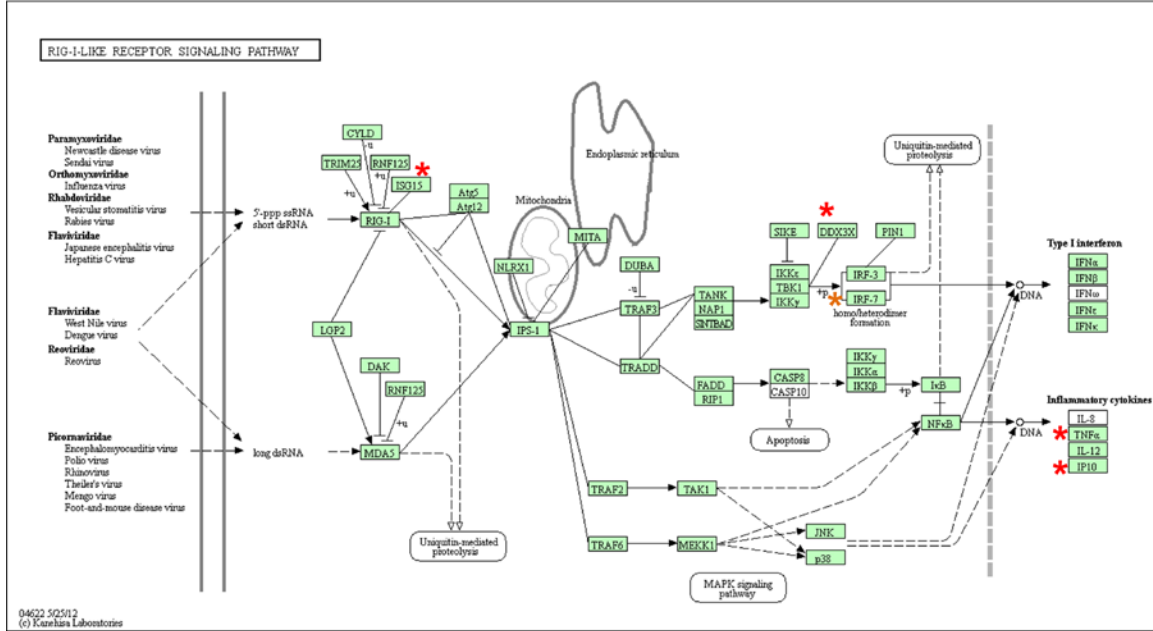 RIG-I-LIKE RECEPTOR SIGNALING PATHWAY
Paramyxoviridae
Newcastle disease virus
Sendai virus
Orthomyxoviridae
Influenza virus
Rhabdoviridae
Vesicular stomatitis virus
Rabies virus
Flaviviridae
Japanese encephalitis virus
Hepatitis C virus
Flaviviridae
West Nile virus
Dengue virus
Reoviridae
Reovirus
Picornaviridae
Encephalomyocarditis virus
Polio virus
Rhinovirus
Theiler's virus
Mengo virus
Foot-and-mouth disease virus
5'-ppp ssRNA
short dsRNA
long dsRNA
CYLD
-u
TRIM25
RNF125
+u
+u
ISG15
*
RIG-I
Atg5
Atg12
LGP2
DAK
RNF125
+u
MDA5
Uniquitin-mediated
proteolysis
Endoplasmic reticulum
Mitochondria
MITA
NLRX1
IPS-1
DUBA
-u
TRAF3
TRADD
TANK
NAP1
SINTBAD
FADD
RIP1
TRAF2
TAK1
TRAF6
MEKK1
*
SIKE
DDX3X
PIN1
IKKε
TBK1
IKKγ
+p
*
IRF-3
IRF-7
homo/heterodimer
formation
CASP8
CASP10
Apoptosis
IKKγ
IKKα
IKKβ
+p
IκB
NFκB
JNK
p38
MAPK signaling
pathway
Uniquitin-mediated
proteolysis
DNA
DNA
Type I interferon
IFNα
IFNβ
IFNω
IFNε
IFNκ
Inflammatory cytokines
IL-8
* TNFα
IL-12
* IP10
04622 5/25/12
(c) Kanehisa Laboratories